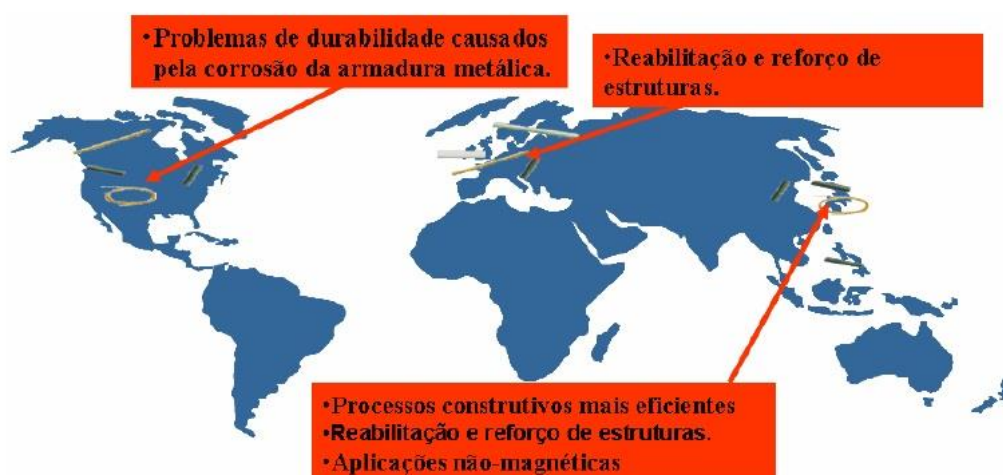 •Problemas de durabilidade causados
pela corrosão da armadura metálica.
•Reabilitação e reforço de
estruturas.
•Processos construtivos mais eficientes
•Reabilitação e reforço de estruturas.
•Aplicações não-magnéticas